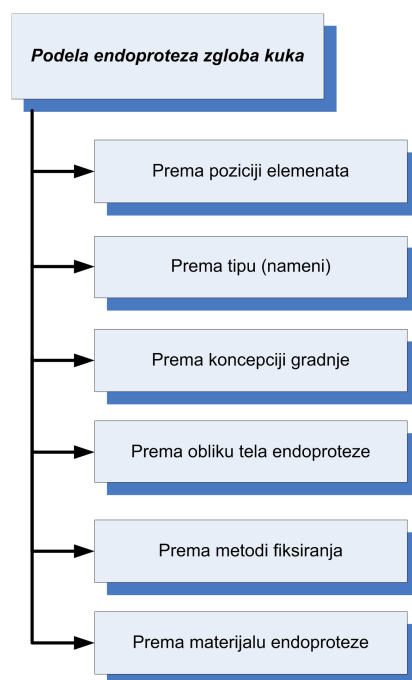 Podela endoproteza zgloba kuka
Prema poziciji elemenata
Prema tipu (nameni)
Prema koncepciji gradnje
Prema obliku tela endoproteze
Prema metodi fiksiranja
Prema materijalu endoproteze